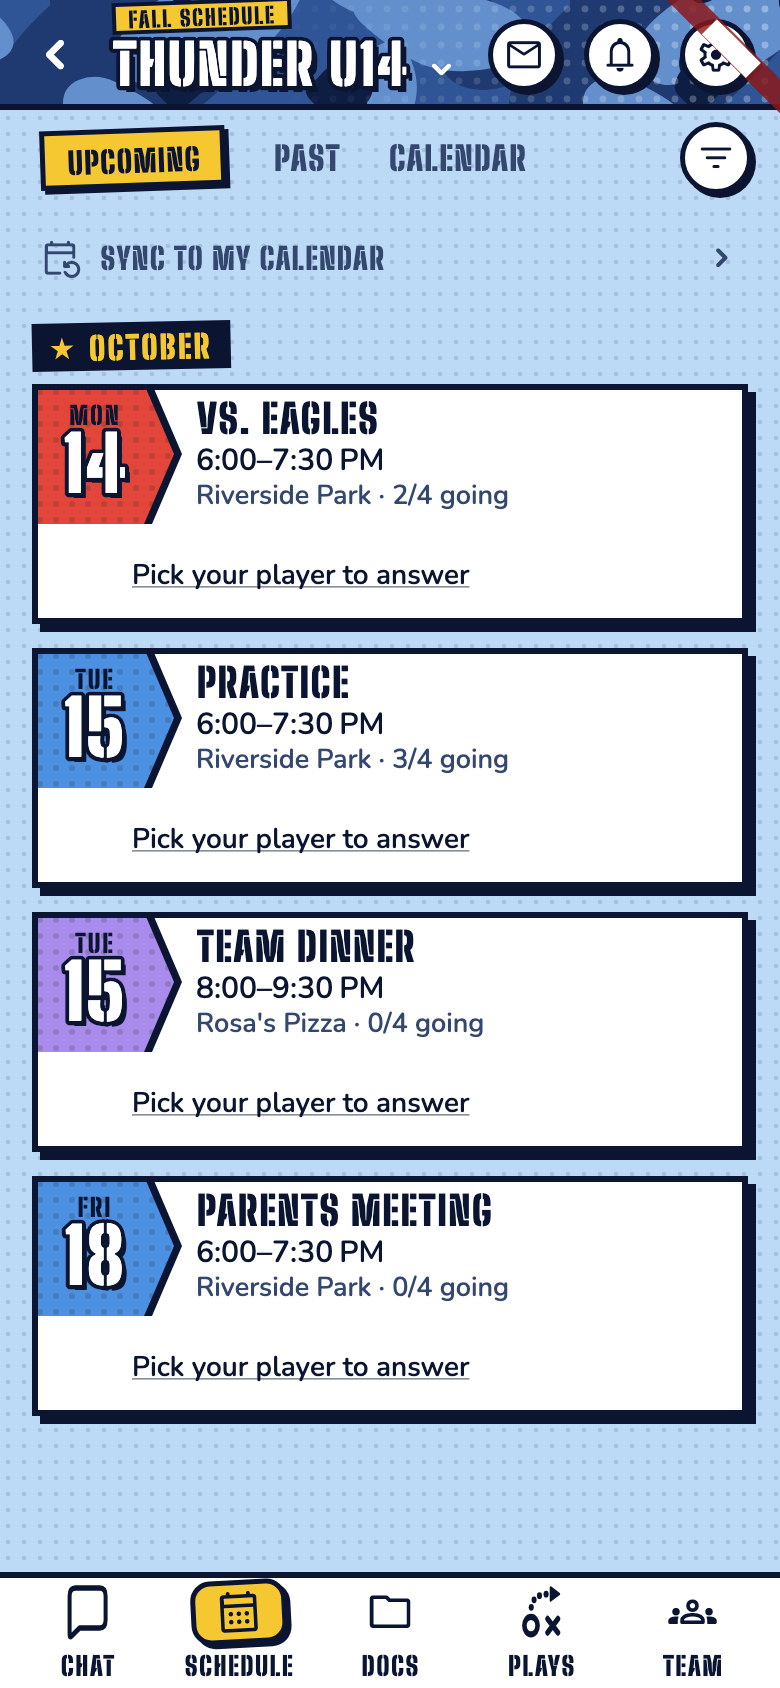 FALL SCHEDULE
THUNDER U14
UPCOMING
PAST
CALENDAR
SYNC TO MY CALENDAR
★ OCTOBER
MON
14
VS. EAGLES
6:00–7:30 PM
Riverside Park · 2/4 going
Pick your player to answer
TUE
15
PRACTICE
6:00–7:30 PM
Riverside Park · 3/4 going
Pick your player to answer
TUE
15
TEAM DINNER
8:00–9:30 PM
Rosa's Pizza · 0/4 going
Pick your player to answer
FRI
18
PARENTS MEETING
6:00–7:30 PM
Riverside Park · 0/4 going
Pick your player to answer
CHAT
SCHEDULE
DOCS
PLAYS
TEAM